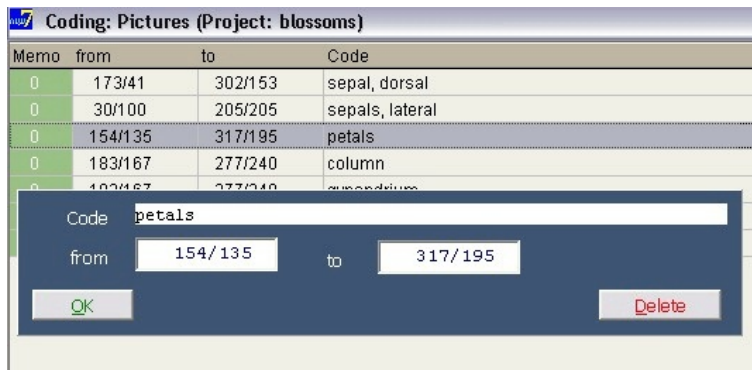 Coding: Pictures (Project: blossoms)
Memo from to Code
0 173/41 302/153 sepal, dorsal
0 30/100 205/205 sepals, lateral
0 154/135 317/195 petals
0 183/167 277/240 column
Code petals
from 154/135 to 317/195
OK Delete